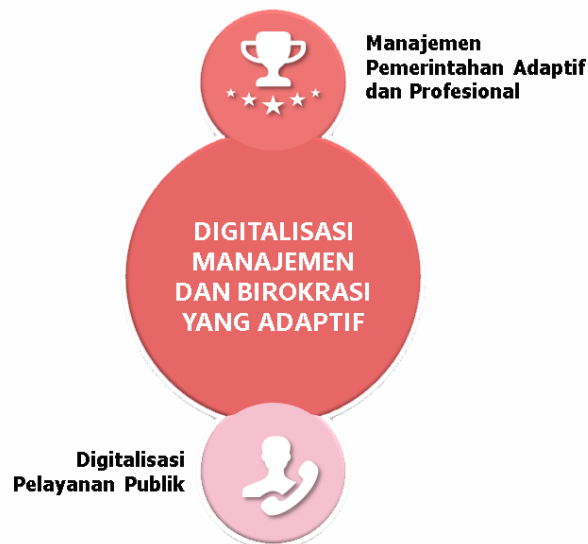 Manajemen
Pemerintahan Adaptif
dan Profesional
DIGITALISASI
MANAJEMEN
DAN BIROKRASI
YANG ADAPTIF
Digitalisasi
Pelayanan Publik